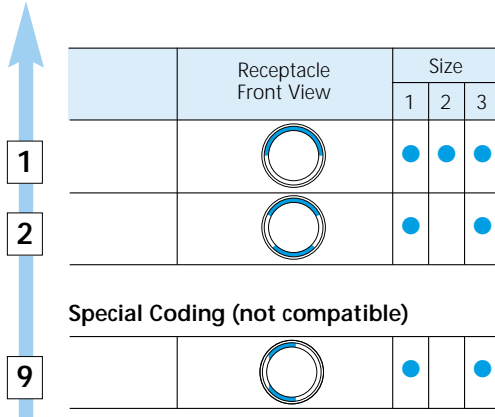 Receptacle
Front View
Size
1 2 3
1
2
Special Coding (not compatible)
9